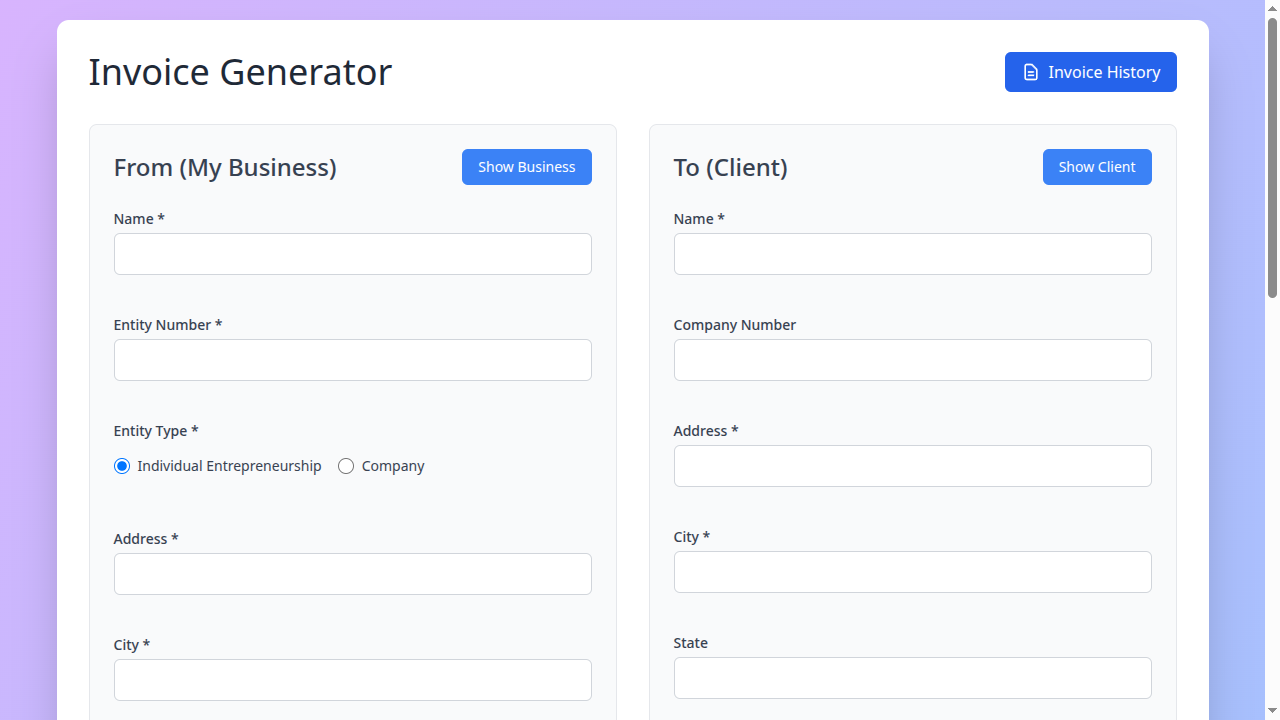 Invoice Generator
Invoice History
From (My Business)
Show Business
Name *
Entity Number *
Entity Type *
Individual Entrepreneurship
Company
Address *
City *
To (Client)
Show Client
Name *
Company Number
Address *
City *
State